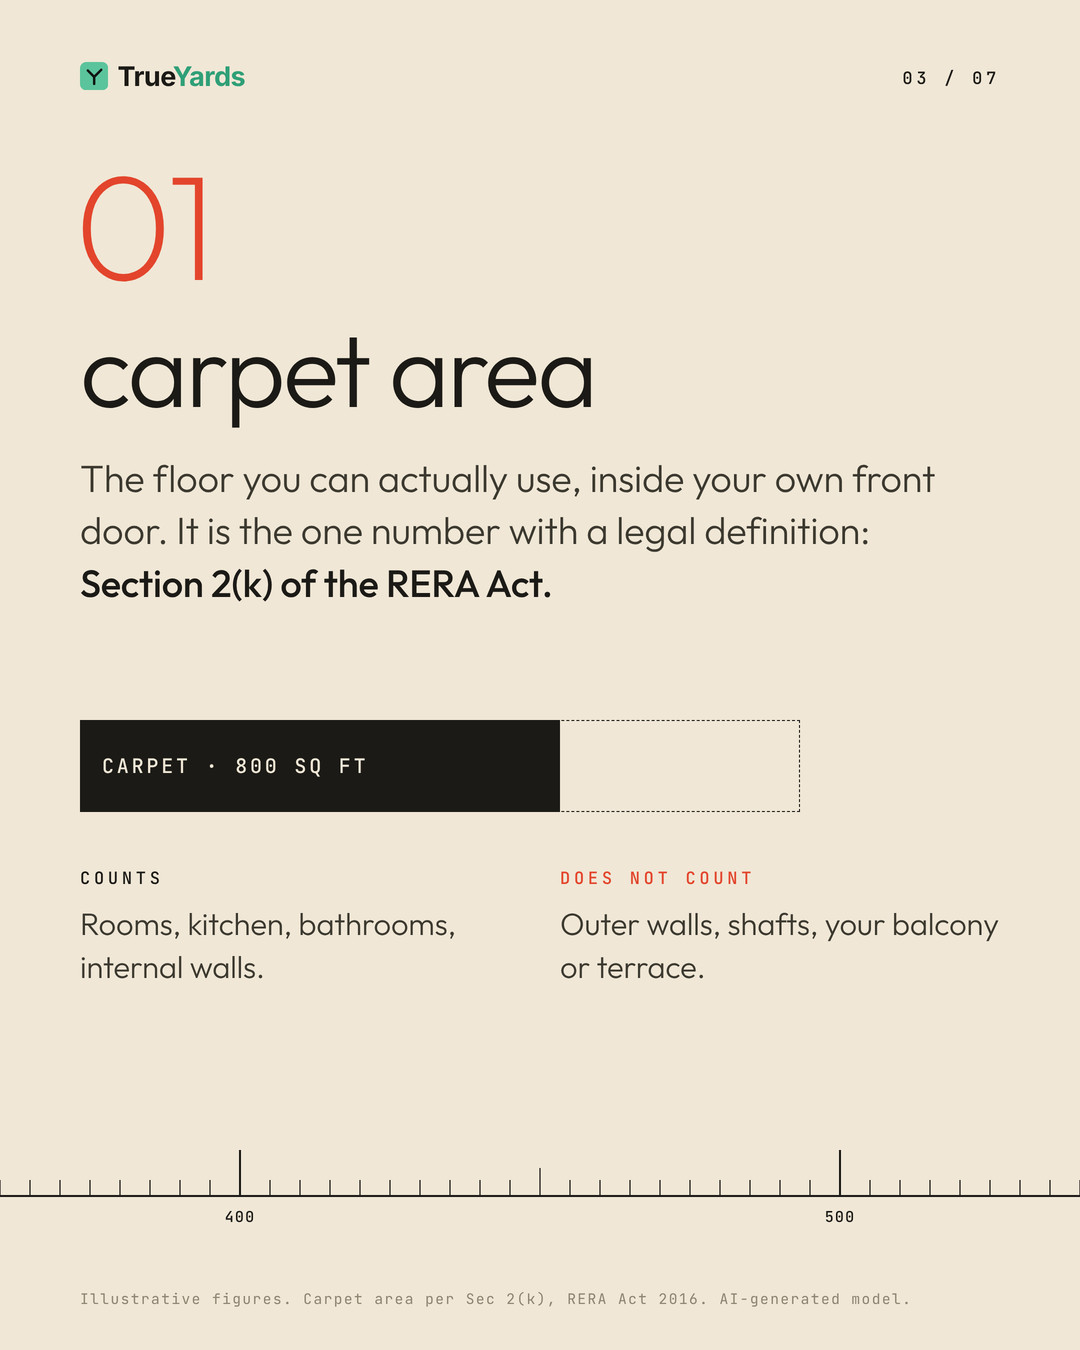 TrueYards
03 / 07
01
carpet area
The floor you can actually use, inside your own front
door. It is the one number with a legal definition:
Section 2(k) of the RERA Act.
CARPET · 800 SQ FT
COUNTS
Rooms, kitchen, bathrooms,
internal walls.
DOES NOT COUNT
Outer walls, shafts, your balcony
or terrace.
400
500
Illustrative figures. Carpet area per Sec 2(k), RERA Act 2016. AI-generated model.